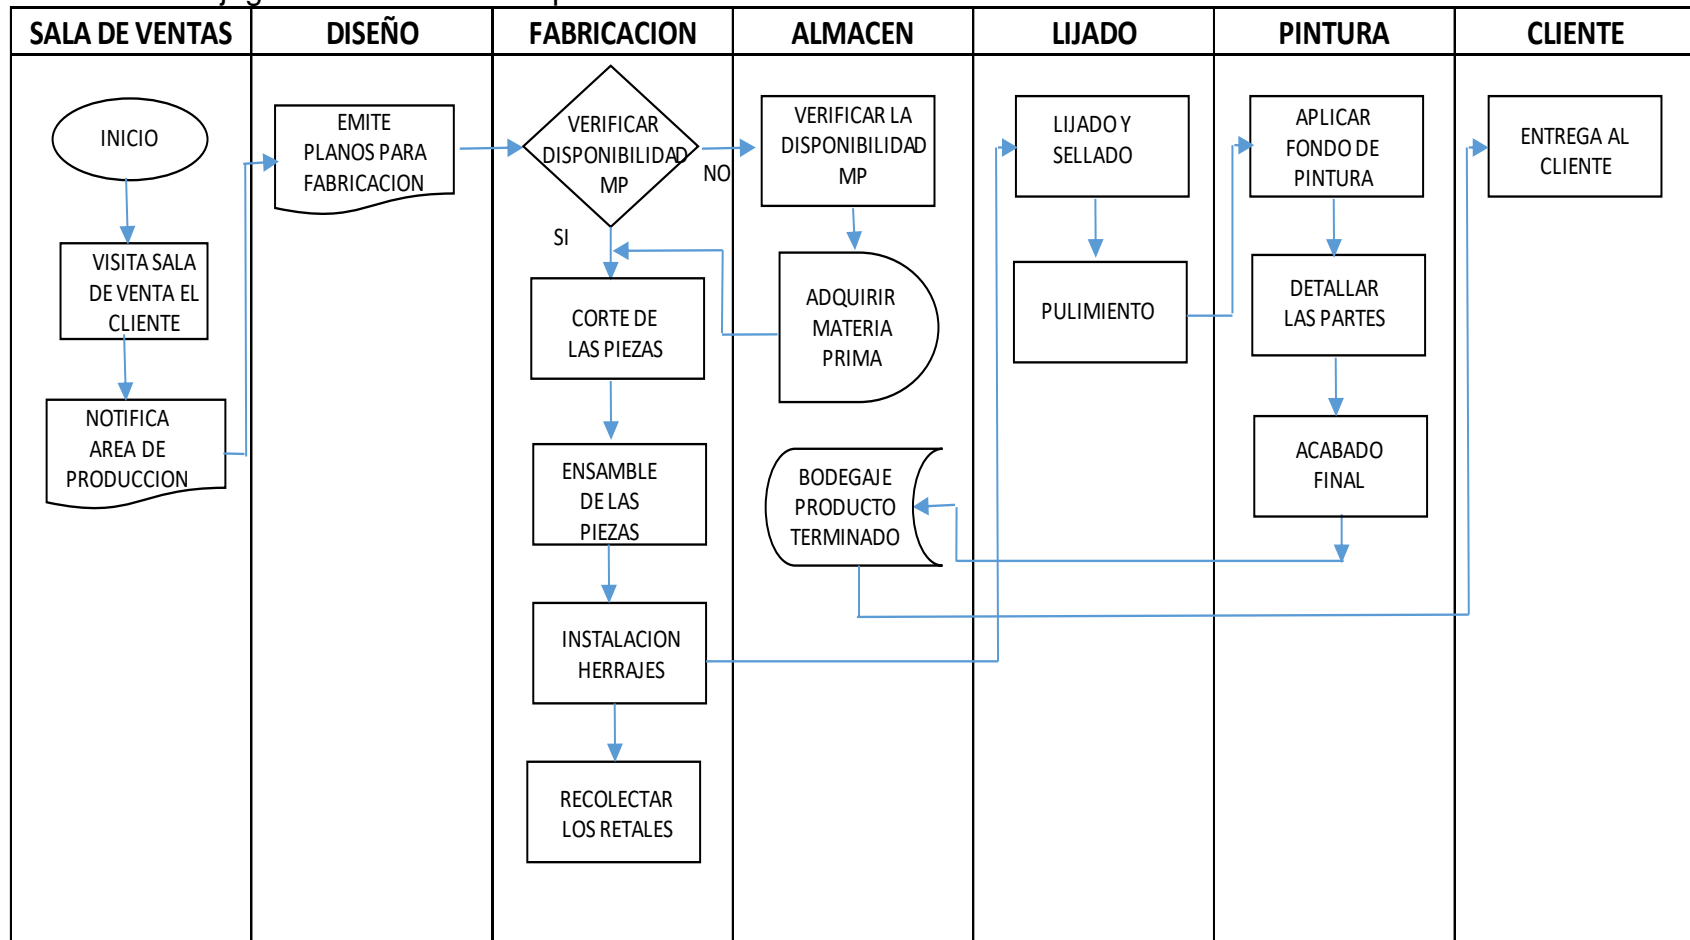 SALA DE VENTAS
DISEÑO
FABRICACION
ALMACEN
LIJADO
PINTURA
CLIENTE
INICIO
VISITA SALA
DE VENTA EL
CLIENTE
NOTIFICA
AREA DE
PRODUCCION
EMITE
PLANOS PARA
FABRICACION
VERIFICAR
DISPONIBILIDAD
MP
NO
SI
CORTE DE
LAS PIEZAS
ENSAMBLE
DE LAS
PIEZAS
INSTALACION
HERRAJES
RECOLECTAR
LOS RETALES
VERIFICAR LA
DISPONIBILIDAD
MP
ADQUIRIR
MATERIA
PRIMA
BODEGAJE
PRODUCTO
TERMINADO
LIJADO Y
SELLADO
PULIMIENTO
APLICAR
FONDO DE
PINTURA
DETALLAR
LAS PARTES
ACABADO
FINAL
ENTREGA AL
CLIENTE